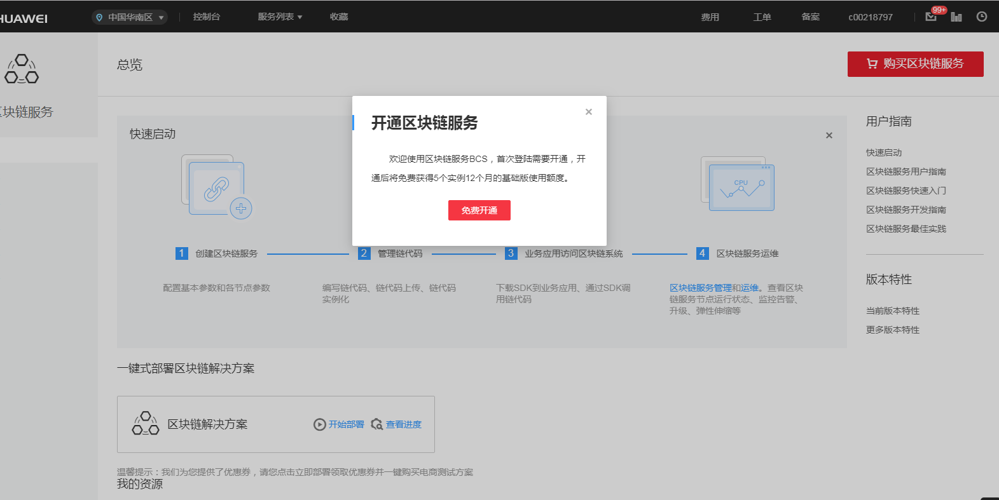 HUAWEI
中国华南区
控制台
服务列表
收藏
费用
工单
备案
c00218797
99+
区块链服务
总览
购买区块链服务
开通区块链服务
欢迎使用区块链服务BCS，首次登陆需要开通，开
通后将免费获得5个实例12个月的基础版使用额度。
免费开通
快速启动
CPU
1 创建区块链服务
配置基本参数和各节点参数
2 管理链代码
编写链代码、链代码上传、链代码
实例化
3 业务应用访问区块链系统
下载SDK到业务应用、通过SDK调
用链代码
4 区块链服务运维
区块链服务管理和运维。查看区块
链服务节点运行状态、监控告警、
升级、弹性伸缩等
用户指南
快速启动
区块链服务用户指南
区块链服务快速入门
区块链服务开发指南
区块链服务最佳实践
版本特性
当前版本特性
更多版本特性
一键式部署区块链解决方案
区块链解决方案
开始部署
查看进度
温馨提示：我们为您提供了优惠券，请您点击立即部署领取优惠券并一键购买电商测试方案
我的资源